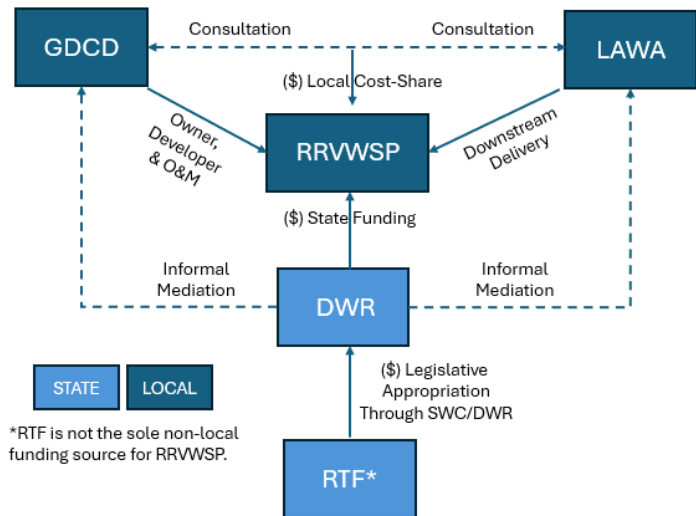 GDCD
Consultation
Consultation
LAWA
($) Local Cost-Share
Owner,
Developer
& O&M
RRVWSP
Downstream
Delivery
($) State Funding
Informal
Mediation
DWR
Informal
Mediation
STATE
LOCAL
($) Legislative
Appropriation
Through SWC/DWR
*RTF is not the sole non-local
funding source for RRVWSP.
RTF*